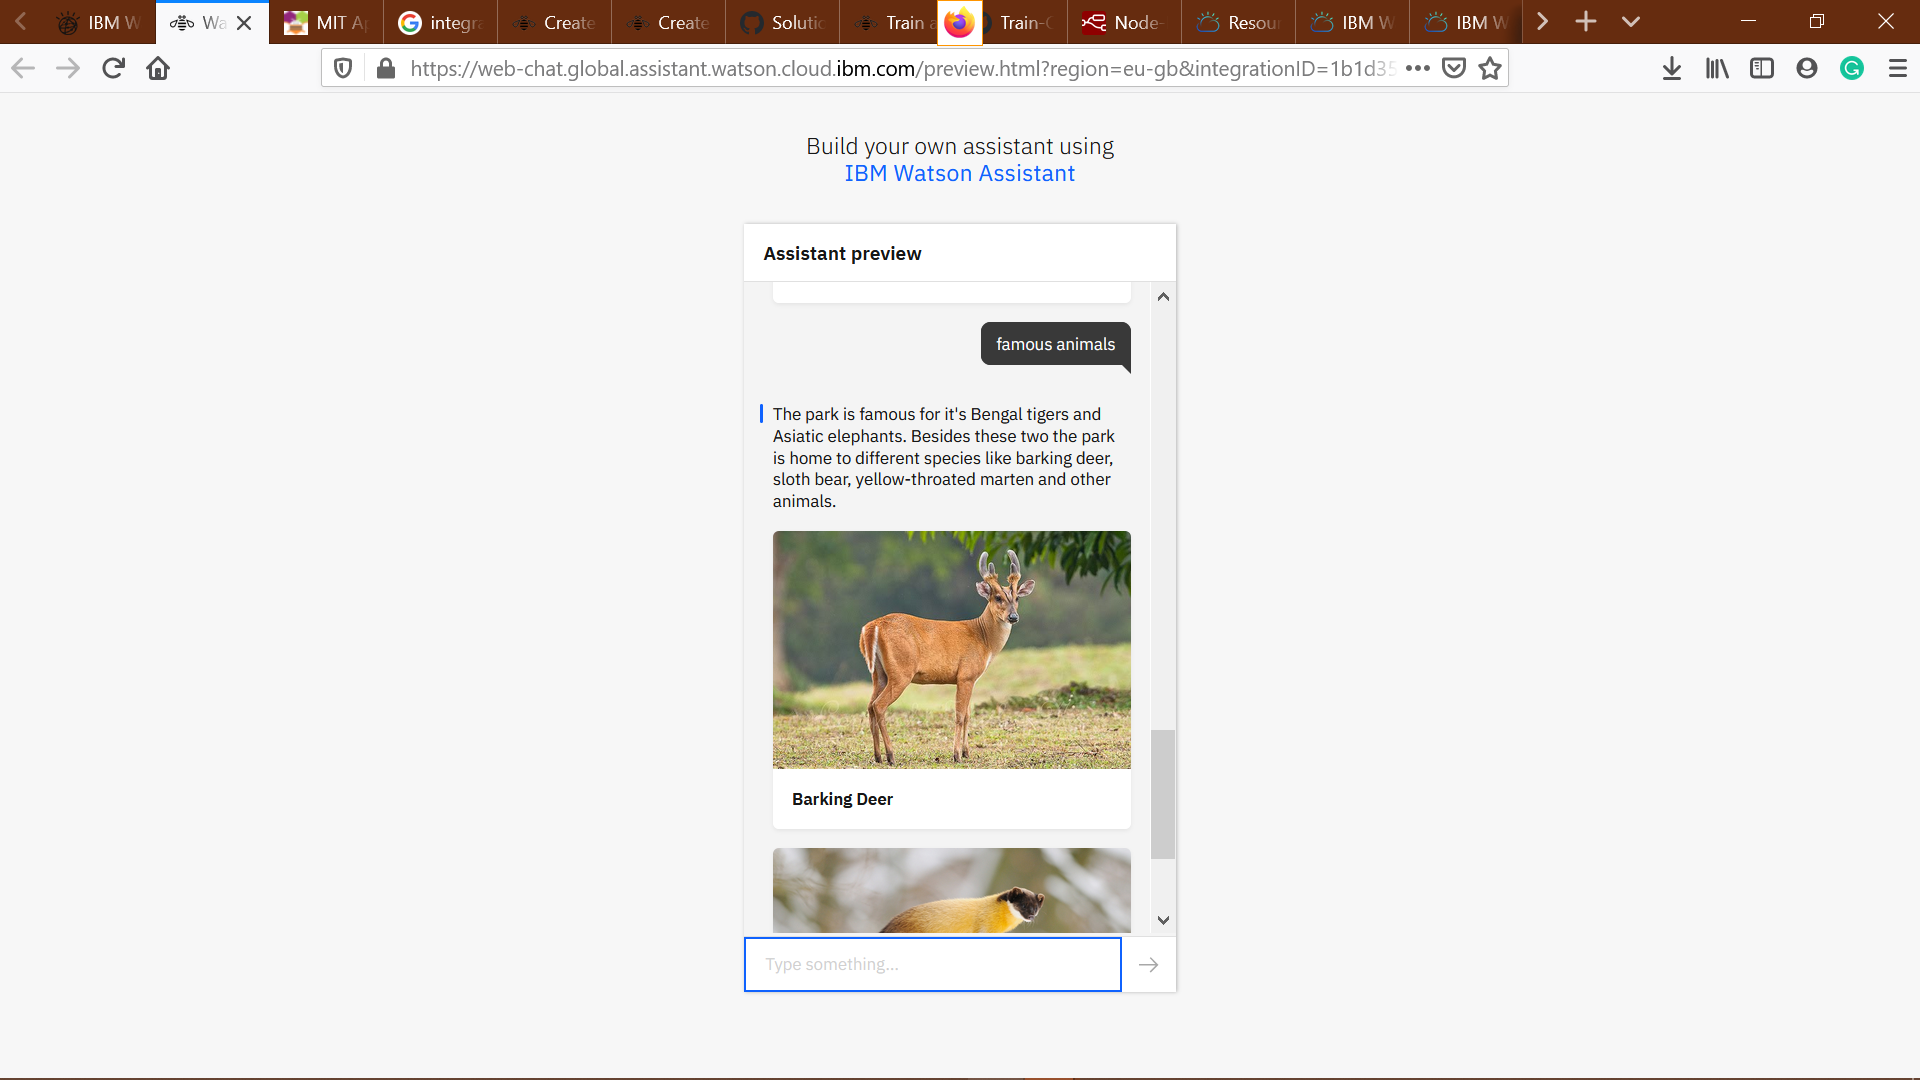 IBM W
Wa
MIT Ap
integra
Create
Create
Solutio
Train a
Train-C
Node-
Resour
IBM W
IBM W
https://web-chat.global.assistant.watson.cloud.ibm.com/preview.html?region=eu-gb&integrationID=1b1d35
Build your own assistant using
IBM Watson Assistant
Assistant preview
famous animals
The park is famous for it's Bengal tigers and
Asiatic elephants. Besides these two the park
is home to different species like barking deer,
sloth bear, yellow-throated marten and other
animals.
Barking Deer
Type something...